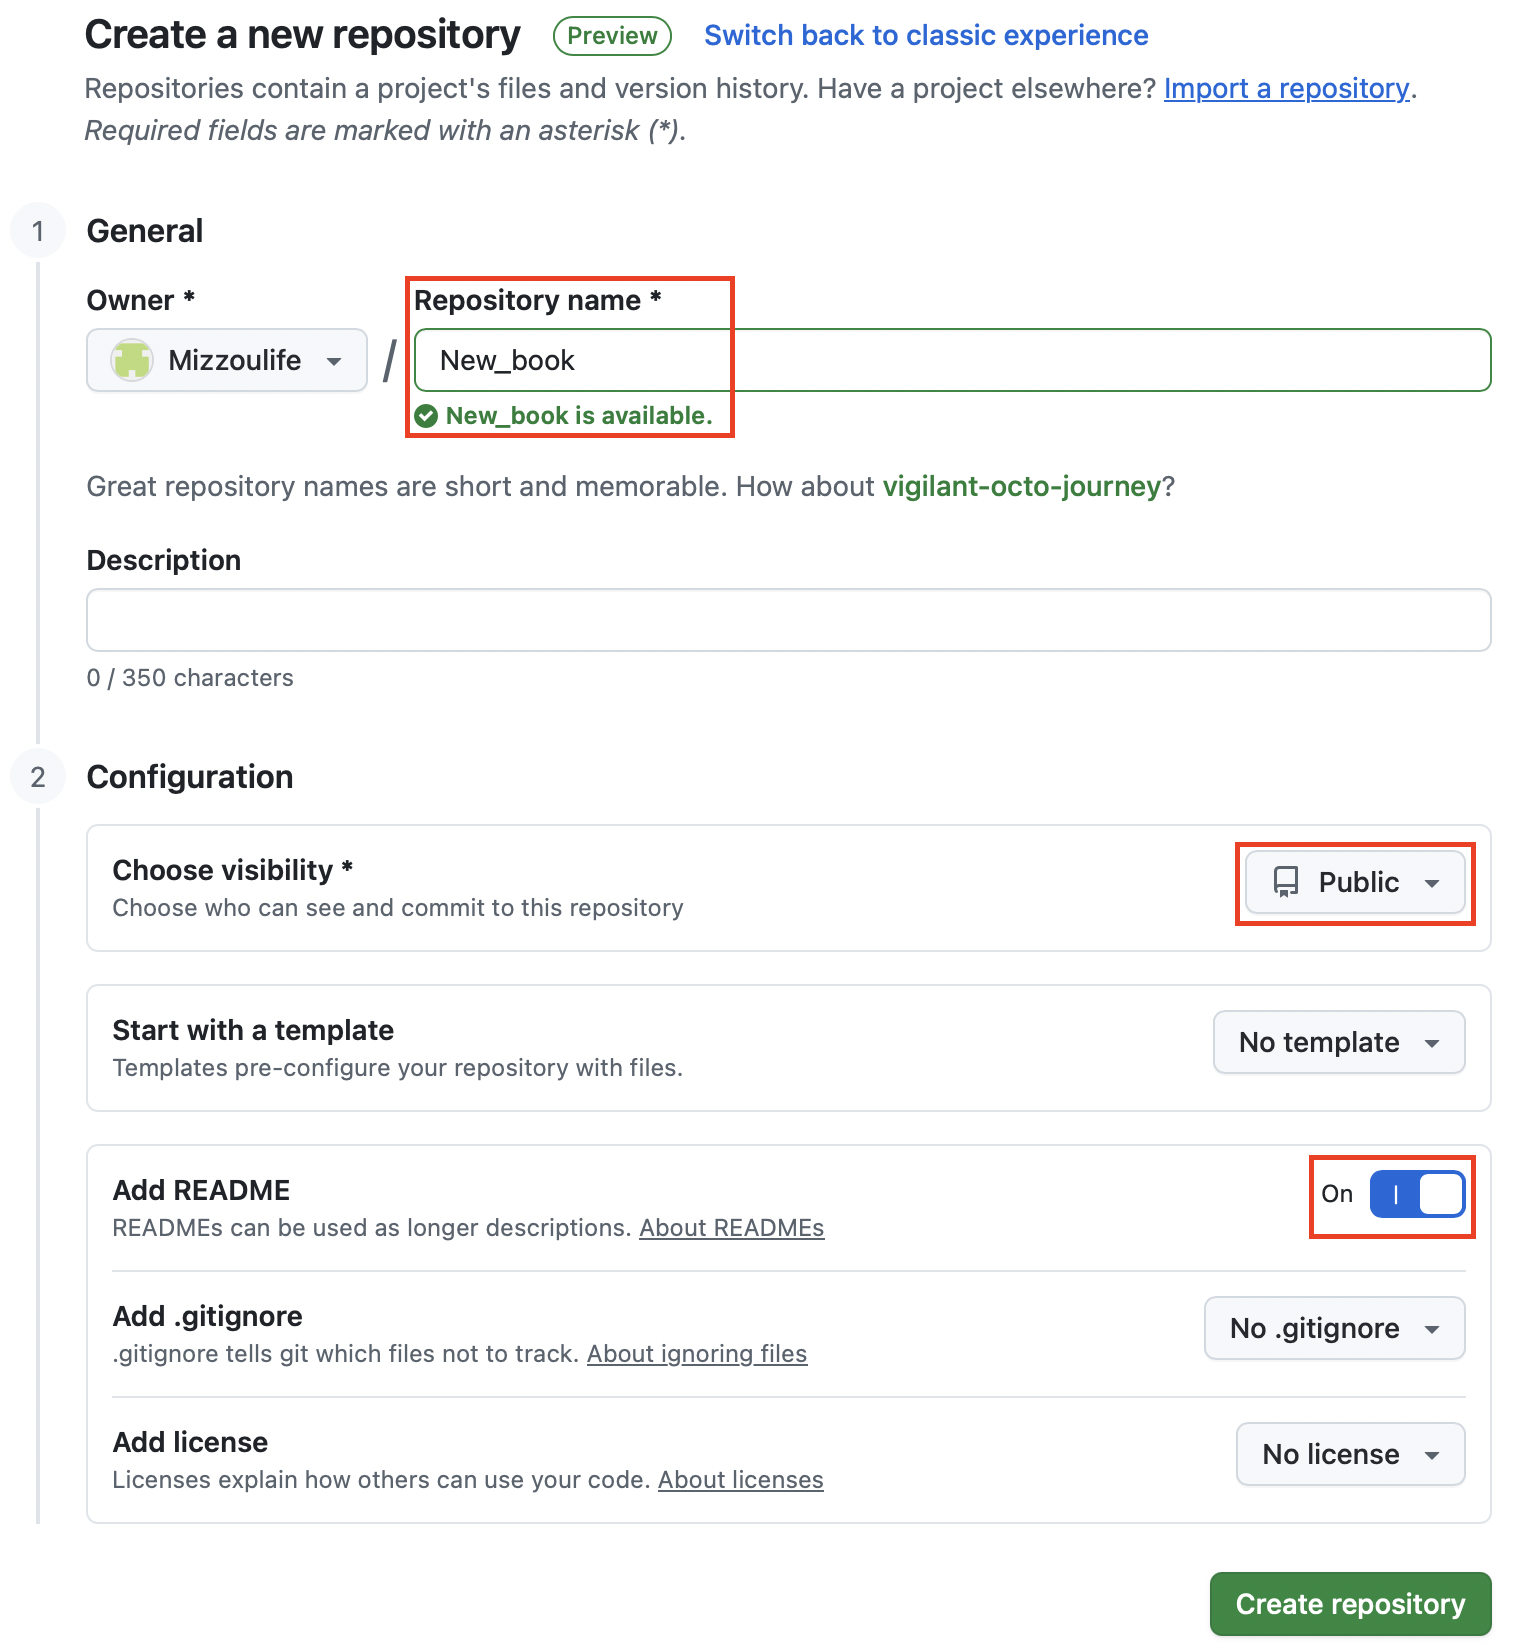 Create a new repository Preview Switch back to classic experience
Repositories contain a project's files and version history. Have a project elsewhere? Import a repository.
Required fields are marked with an asterisk (*).
1 General
Owner * Repository name *
Mizzoulife / New_book
New_book is available.
Great repository names are short and memorable. How about vigilant-octo-journey?
Description
0 / 350 characters
2 Configuration
Choose visibility *
Public
Choose who can see and commit to this repository
Start with a template
No template
Templates pre-configure your repository with files.
Add README
On
READMEs can be used as longer descriptions. About READMEs
Add .gitignore
No .gitignore
.gitignore tells git which files not to track. About ignoring files
Add license
No license
Licenses explain how others can use your code. About licenses
Create repository